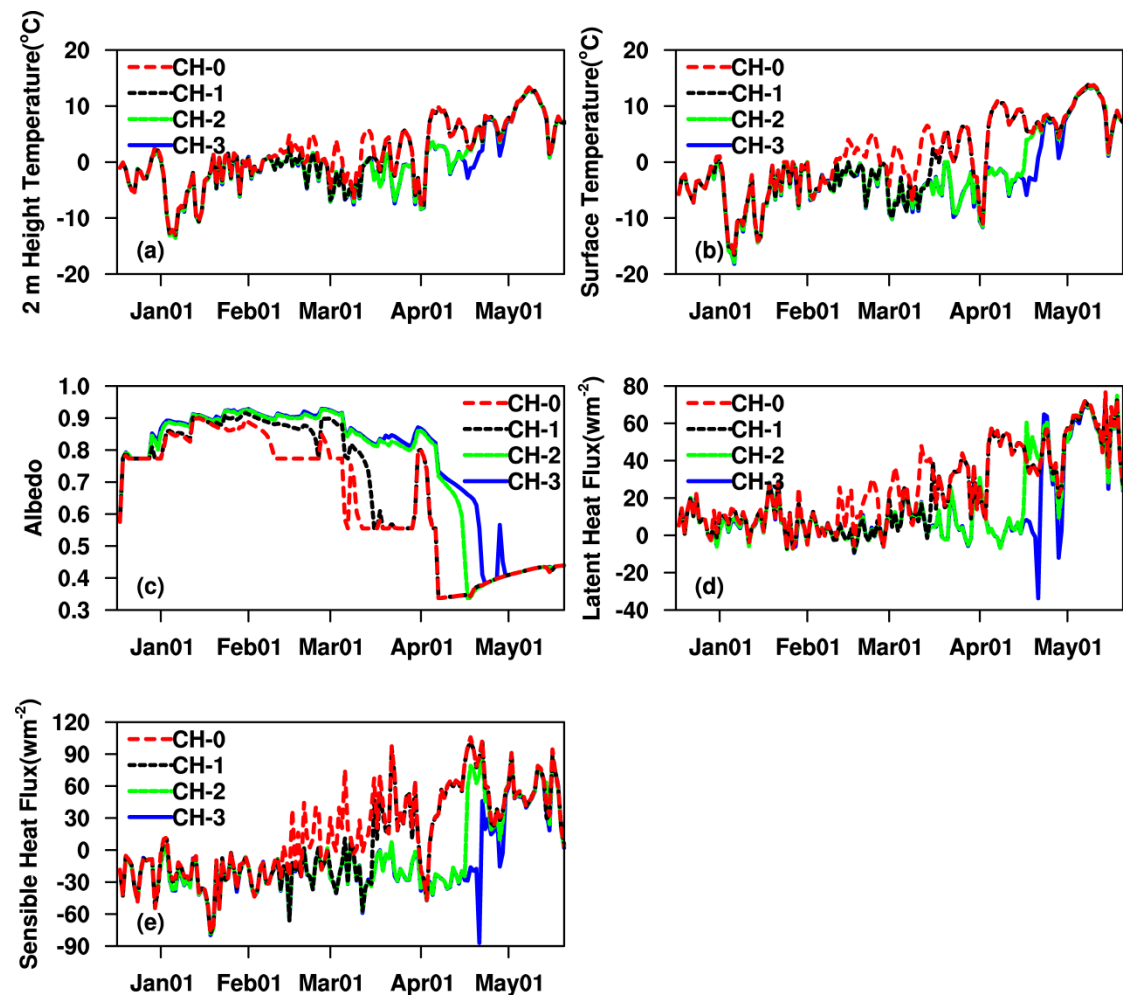 2 m Height Temperature(°C)
20
10
0
-10
-20
CH-0
CH-1
CH-2
CH-3
(a)
Jan01 Feb01 Mar01 Apr01 May01
Surface Temperature(°C)
20
10
0
-10
-20
CH-0
CH-1
CH-2
CH-3
(b)
Jan01 Feb01 Mar01 Apr01 May01
Albedo
1.0
0.9
0.8
0.7
0.6
0.5
0.4
0.3
CH-0
CH-1
CH-2
CH-3
(c)
Jan01 Feb01 Mar01 Apr01 May01
Latent Heat Flux(wm-2)
80
60
40
20
0
-20
-40
CH-0
CH-1
CH-2
CH-3
(d)
Jan01 Feb01 Mar01 Apr01 May01
Sensible Heat Flux(wm-2)
120
90
60
30
0
-30
-60
-90
CH-0
CH-1
CH-2
CH-3
(e)
Jan01 Feb01 Mar01 Apr01 May01